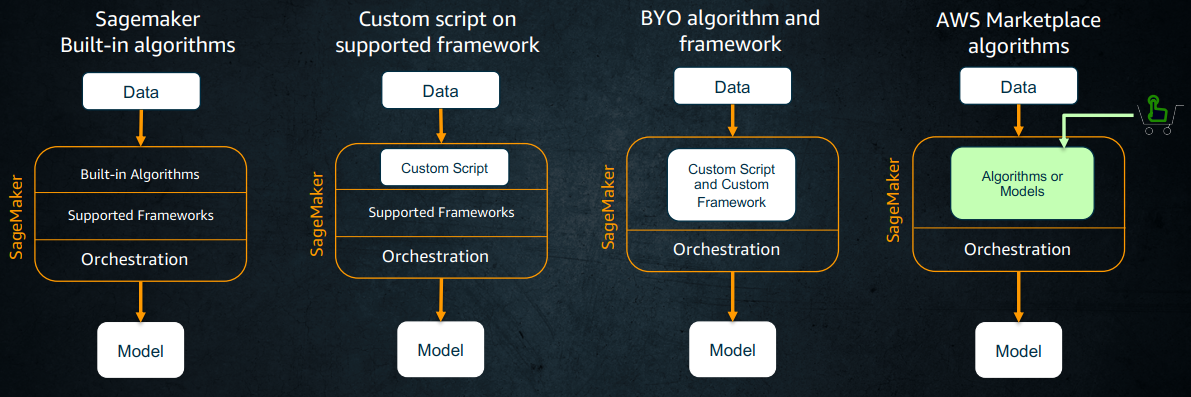 Sagemaker
Built-in algorithms
Data
SageMaker
Built-in Algorithms
Supported Frameworks
Orchestration
Model
Custom script on
supported framework
Data
SageMaker
Custom Script
Supported Frameworks
Orchestration
Model
BYO algorithm and
framework
Data
SageMaker
Custom Script
and Custom
Framework
Orchestration
Model
AWS Marketplace
algorithms
Data
SageMaker
Algorithms or
Models
Orchestration
Model